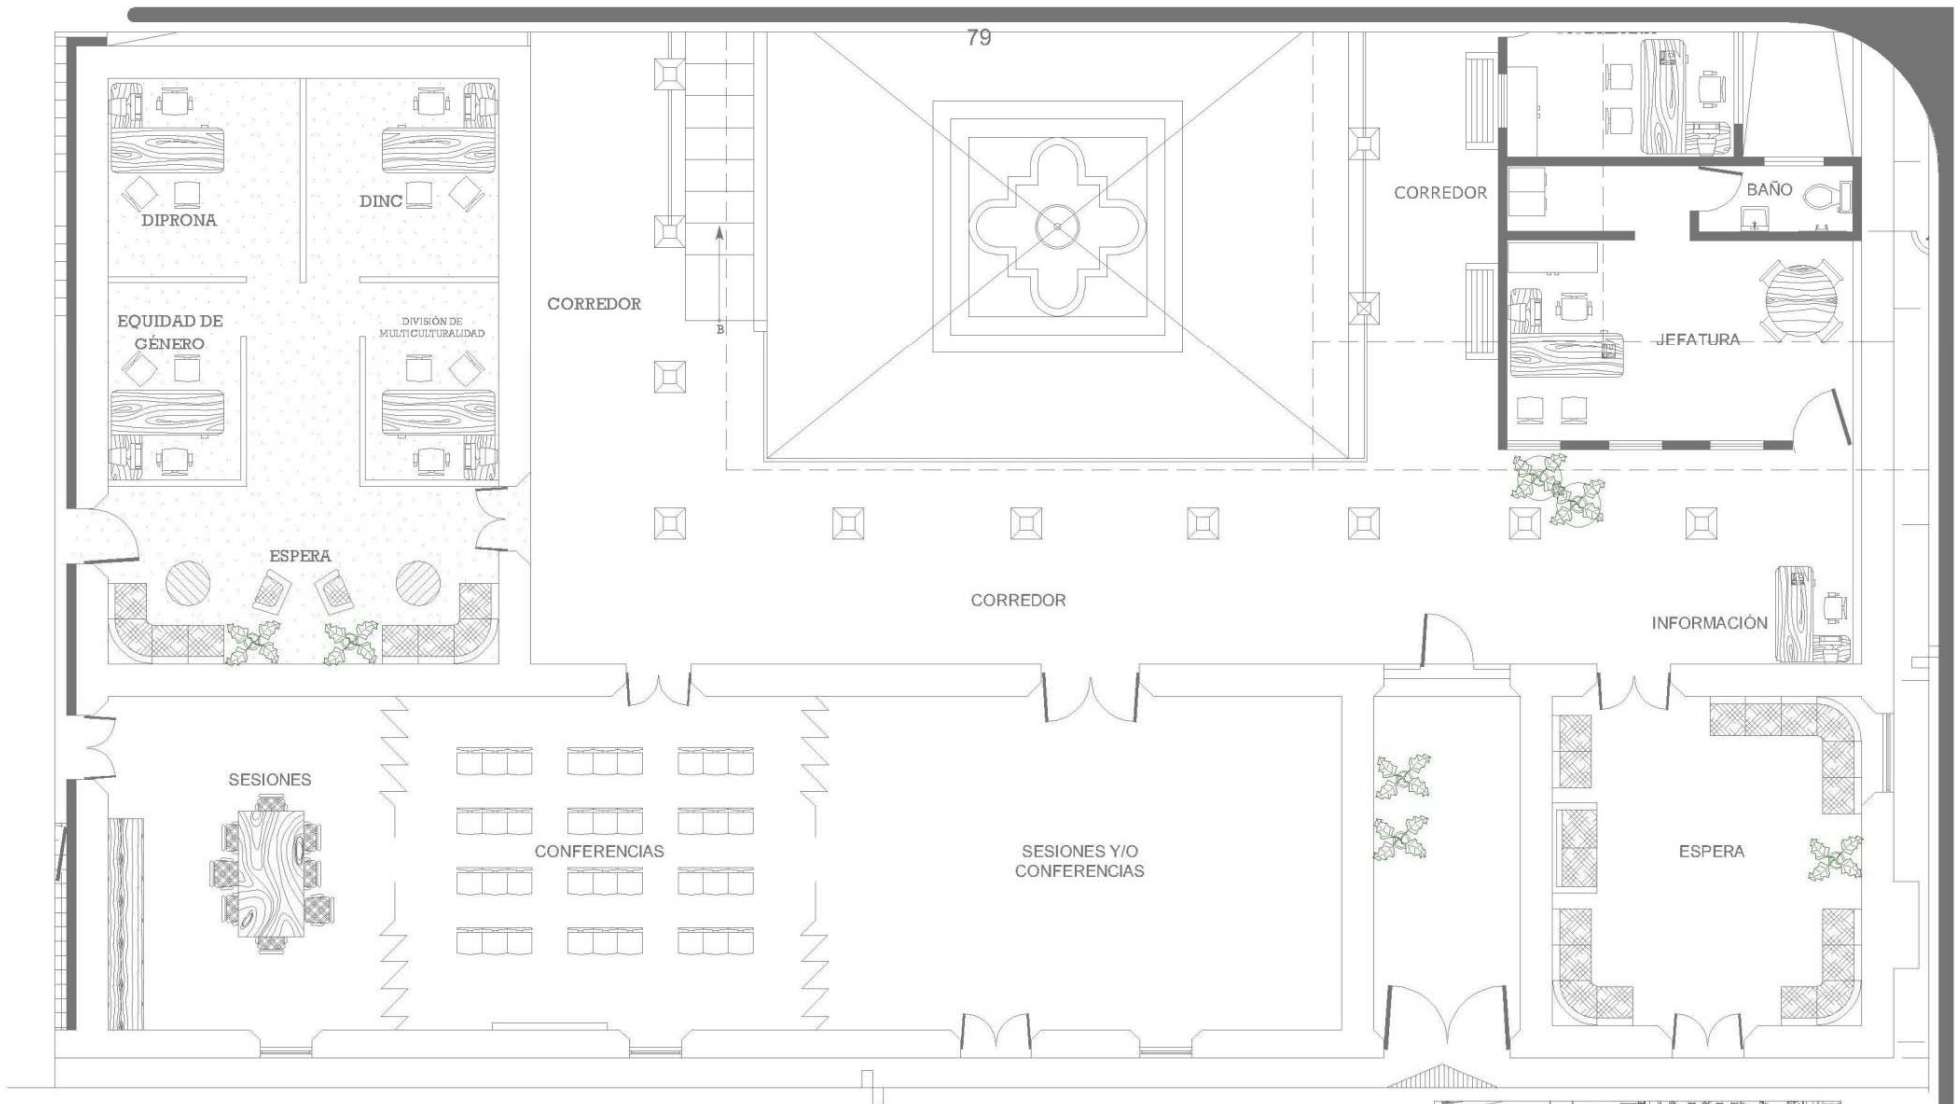 79
BAÑO
CORREDOR
DINC
DIPRONA
CORREDOR
EQUIDAD DE
GÉNERO
DIVISIÓN DE
MULTICULTURALIDAD
B
JEFATURA
ESPERA
CORREDOR
INFORMACIÓN
SESIONES
CONFERENCIAS
SESIONES Y/O
CONFERENCIAS
ESPERA